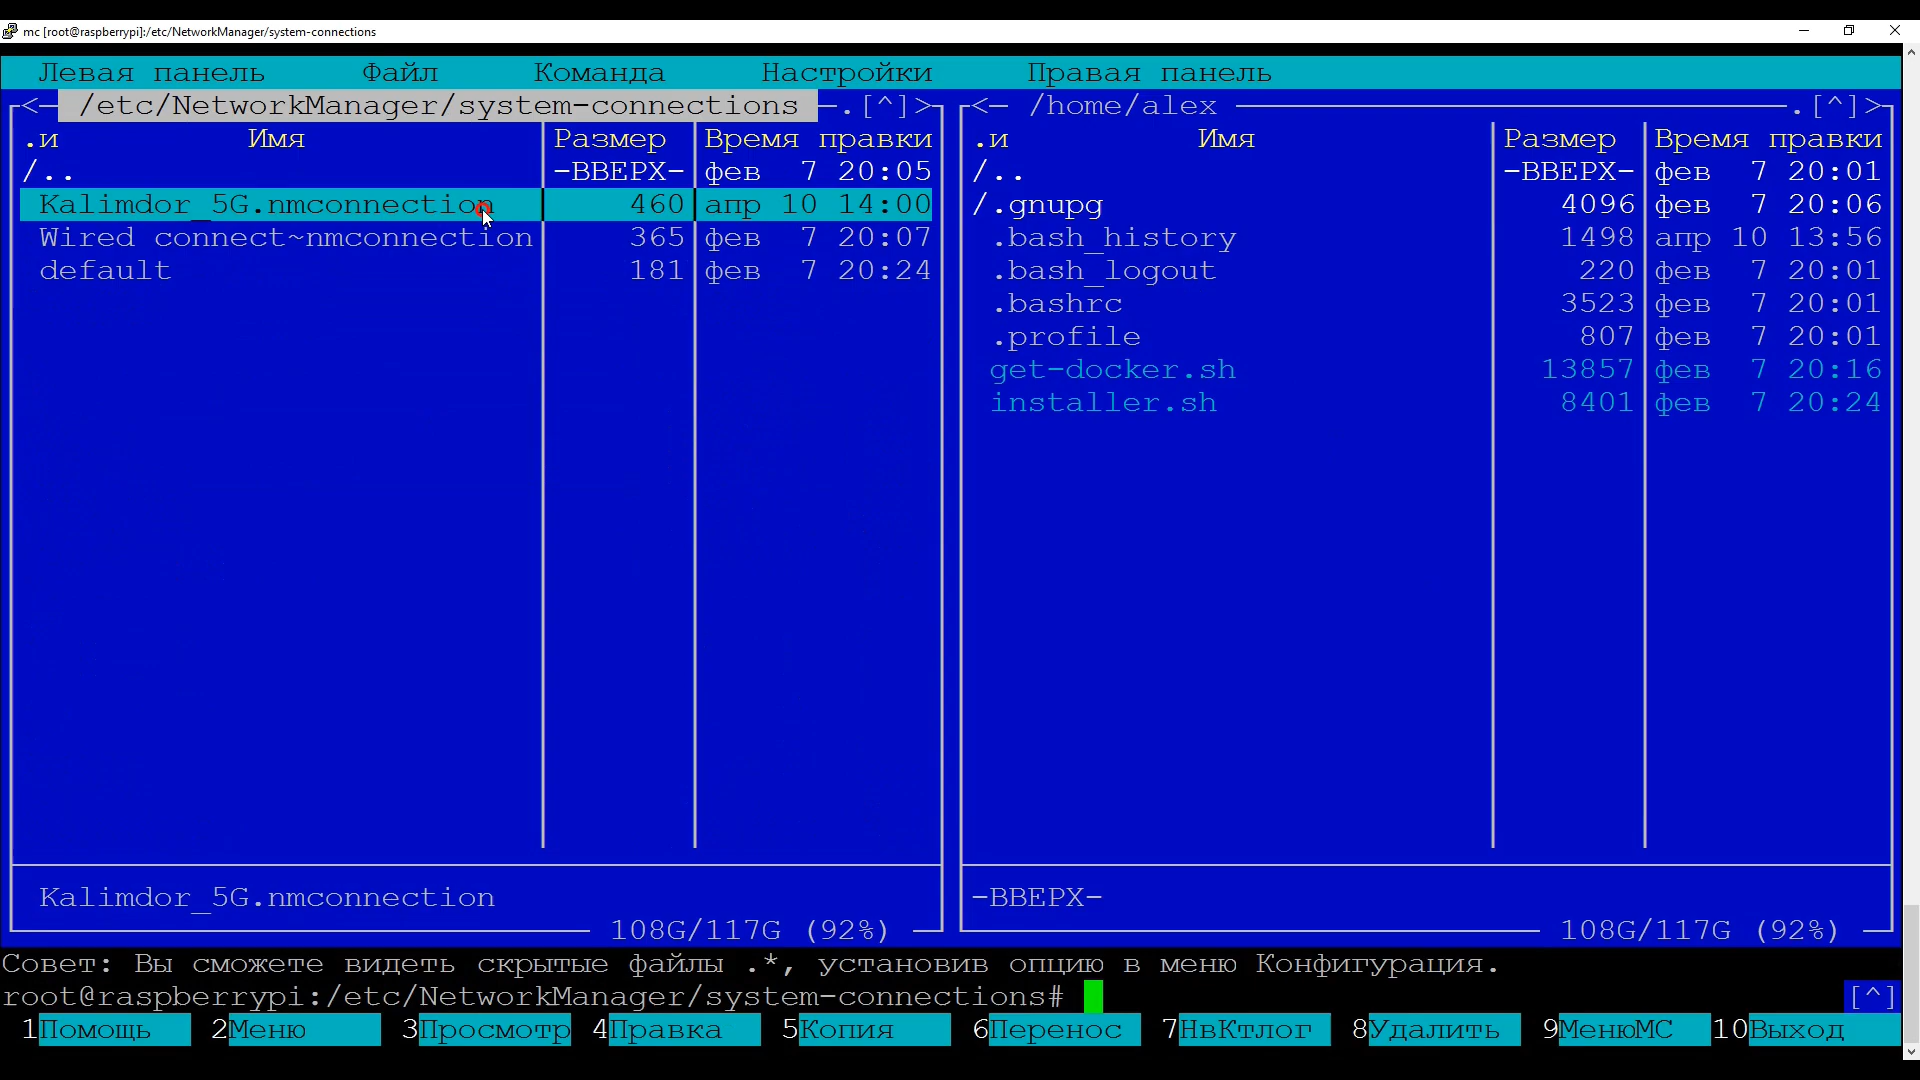 mc [root@raspberrypi]:/etc/NetworkManager/system-connections
Левая панель Файл Команда Настройки Правая панель
<— /etc/NetworkManager/system-connections —.[^]>
.и Имя Размер Время правки
/.. -ВВЕРХ- фев 7 20:05
Kalimdor_5G.nmconnection 460 апр 10 14:00
Wired connect~nmconnection 365 фев 7 20:07
default 181 фев 7 20:24
Kalimdor_5G.nmconnection
108G/117G (92%)
<— /home/alex —.[^]>
.и Имя Размер Время правки
/.. -ВВЕРХ- фев 7 20:01
/.gnupg 4096 фев 7 20:06
.bash_history 1498 апр 10 13:56
.bash_logout 220 фев 7 20:01
.bashrc 3523 фев 7 20:01
.profile 807 фев 7 20:01
get-docker.sh 13857 фев 7 20:16
installer.sh 8401 фев 7 20:24
-ВВЕРХ-
108G/117G (92%)
Совет: Вы сможете видеть скрытые файлы .*, установив опцию в меню Конфигурация.
root@raspberrypi:/etc/NetworkManager/system-connections# [^]
1Помощь 2Меню 3Просмотр 4Правка 5Копия 6Перенос 7НвКтлог 8Удалить 9МенюMC 10Выход